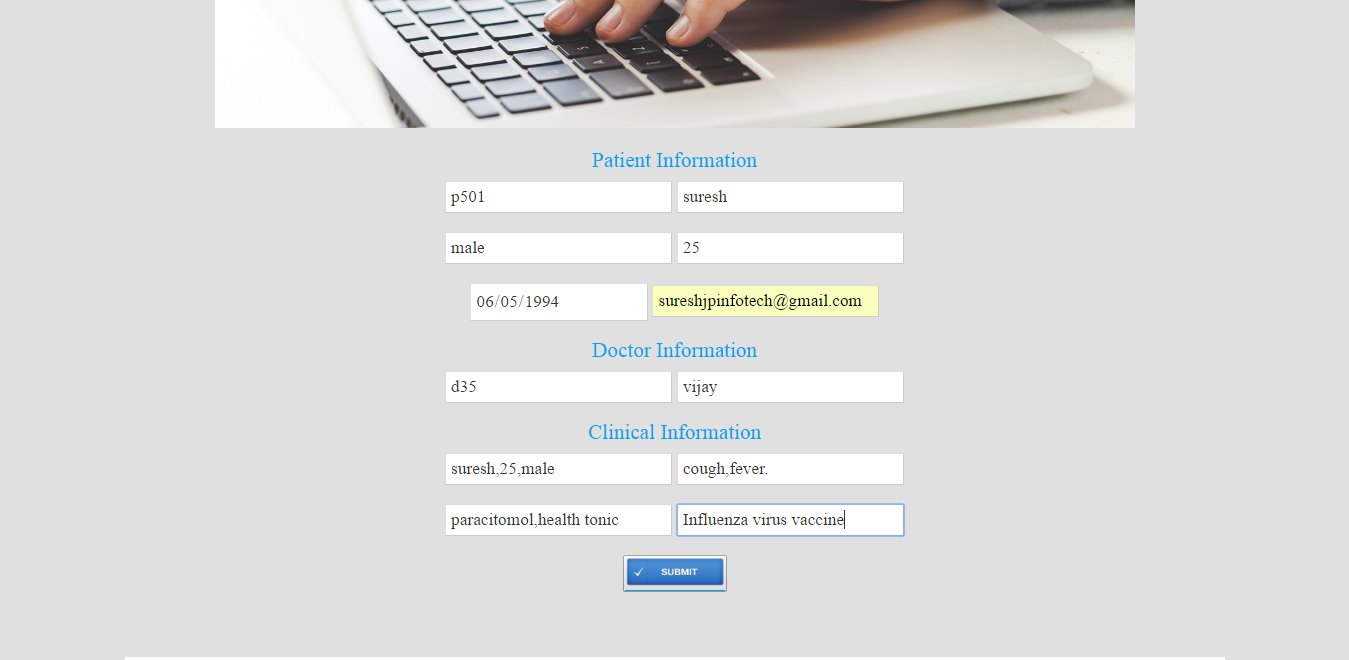 Patient Information
p501 suresh
male 25
06/05/1994 sureshjpinfotech@gmail.com
Doctor Information
d35 vijay
Clinical Information
suresh,25,male cough,fever.
paracitomol,health tonic Influenza virus vaccine
SUBMIT